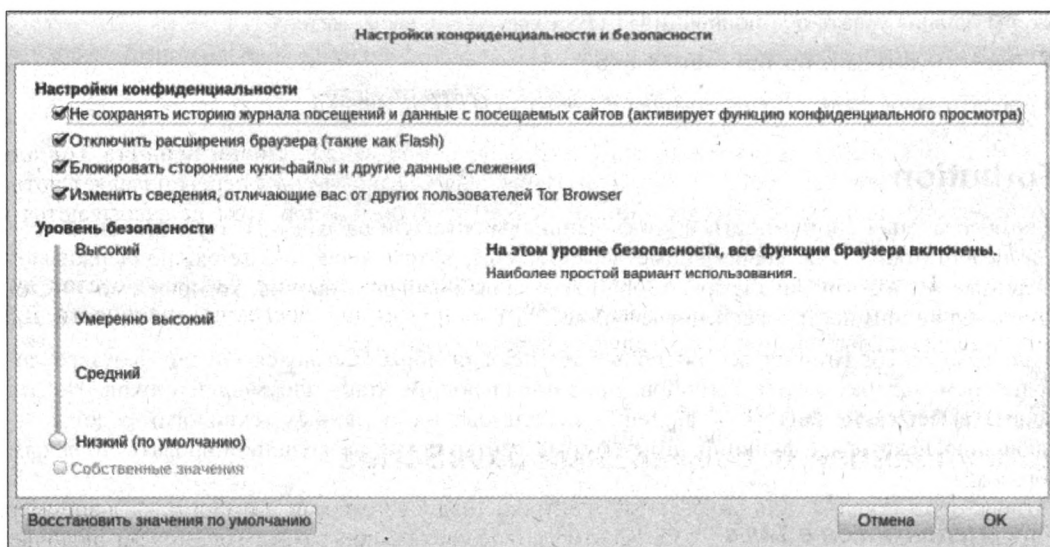 Настройки конфиденциальности и безопасности
Настройки конфиденциальности
Не сохранять историю журнала посещений и данные с посещаемых сайтов (активирует функцию конфиденциального просмотра)
Отключить расширения браузера (такие как Flash)
Блокировать сторонние куки-файлы и другие данные слежения
Изменить сведения, отличающие вас от других пользователей Tor Browser
Уровень безопасности
Высокий
На этом уровне безопасности, все функции браузера включены.
Наиболее простой вариант использования.
Умеренно высокий
Средний
Низкий (по умолчанию)
Собственные значения
Восстановить значения по умолчанию
Отмена
OK